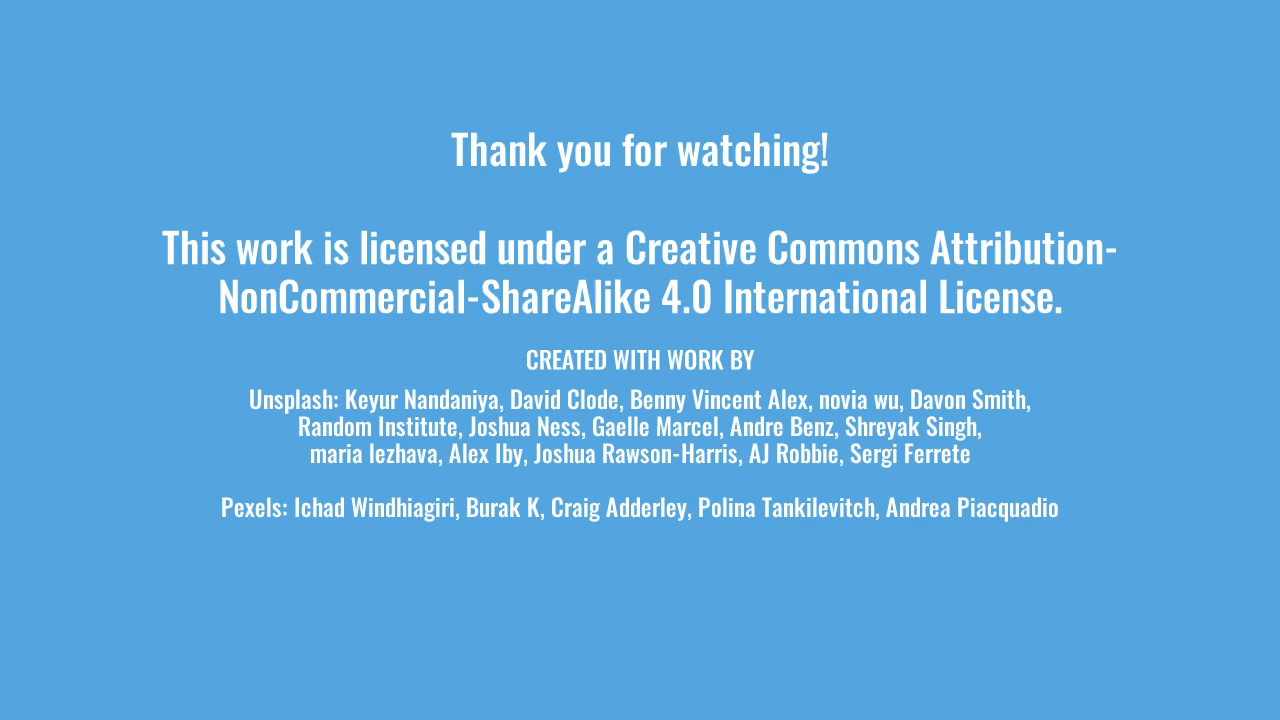 Thank you for watching!
This work is licensed under a Creative Commons Attribution-
NonCommercial-ShareAlike 4.0 International License.
CREATED WITH WORK BY
Unsplash: Keyur Nandaniya, David Clode, Benny Vincent Alex, novia wu, Davon Smith,
Random Institute, Joshua Ness, Gaelle Marcel, Andre Benz, Shreyak Singh,
maria lezhava, Alex Iby, Joshua Rawson-Harris, AJ Robbie, Sergi Ferrete
Pexels: Ichad Windhiagiri, Burak K, Craig Adderley, Polina Tankilevitch, Andrea Piacquadio